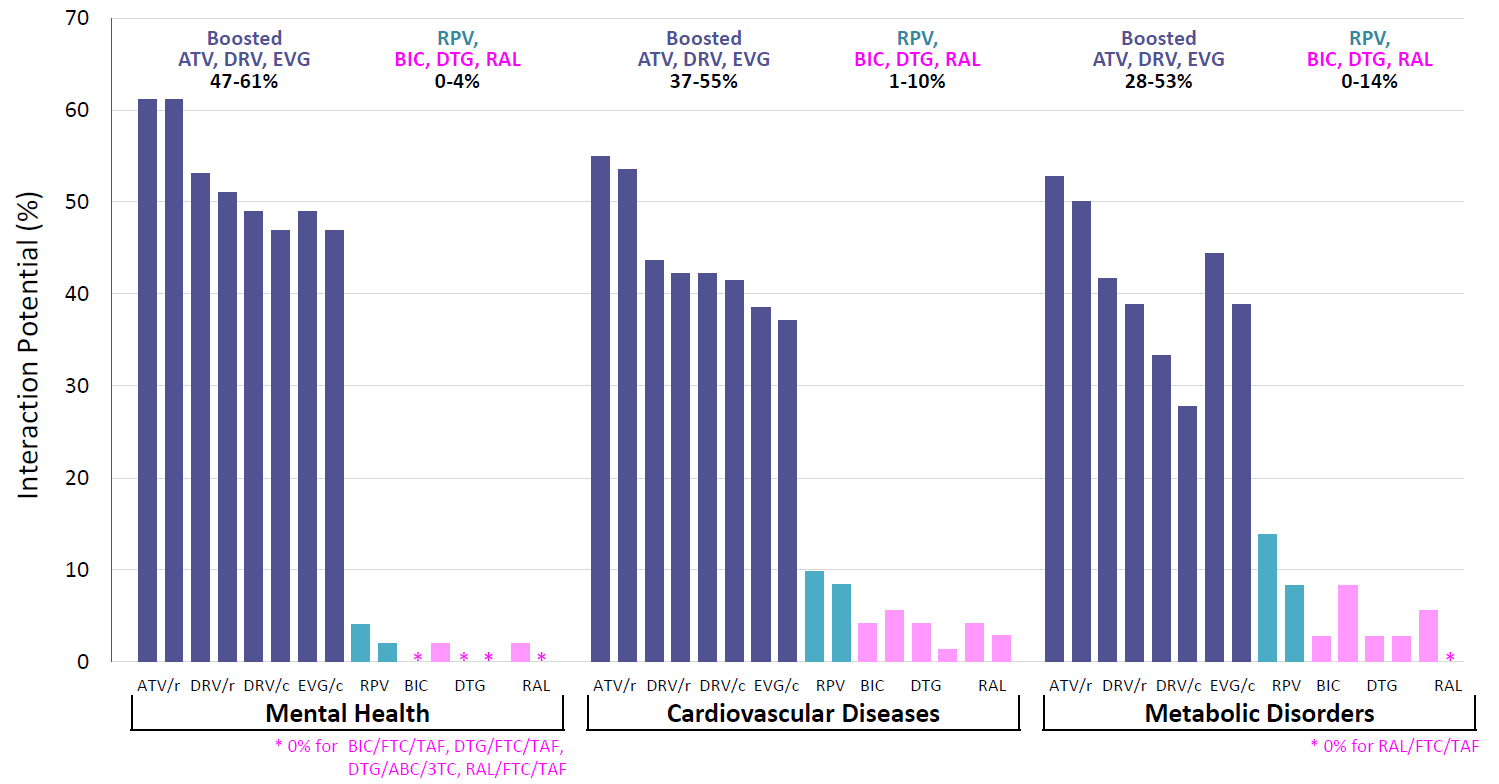 70
60
50
40
30
20
10
0
Interaction Potential (%)
Boosted
ATV, DRV, EVG
47-61%
RPV,
BIC, DTG, RAL
0-4%
Boosted
ATV, DRV, EVG
37-55%
RPV,
BIC, DTG, RAL
1-10%
Boosted
ATV, DRV, EVG
28-53%
RPV,
BIC, DTG, RAL
0-14%
* * * *
*
ATV/r DRV/r DRV/c EVG/c RPV BIC DTG RAL
ATV/r DRV/r DRV/c EVG/c RPV BIC DTG RAL
ATV/r DRV/r DRV/c EVG/c RPV BIC DTG RAL
Mental Health
Cardiovascular Diseases
Metabolic Disorders
* 0% for BIC/FTC/TAF, DTG/FTC/TAF,
DTG/ABC/3TC, RAL/FTC/TAF
* 0% for RAL/FTC/TAF